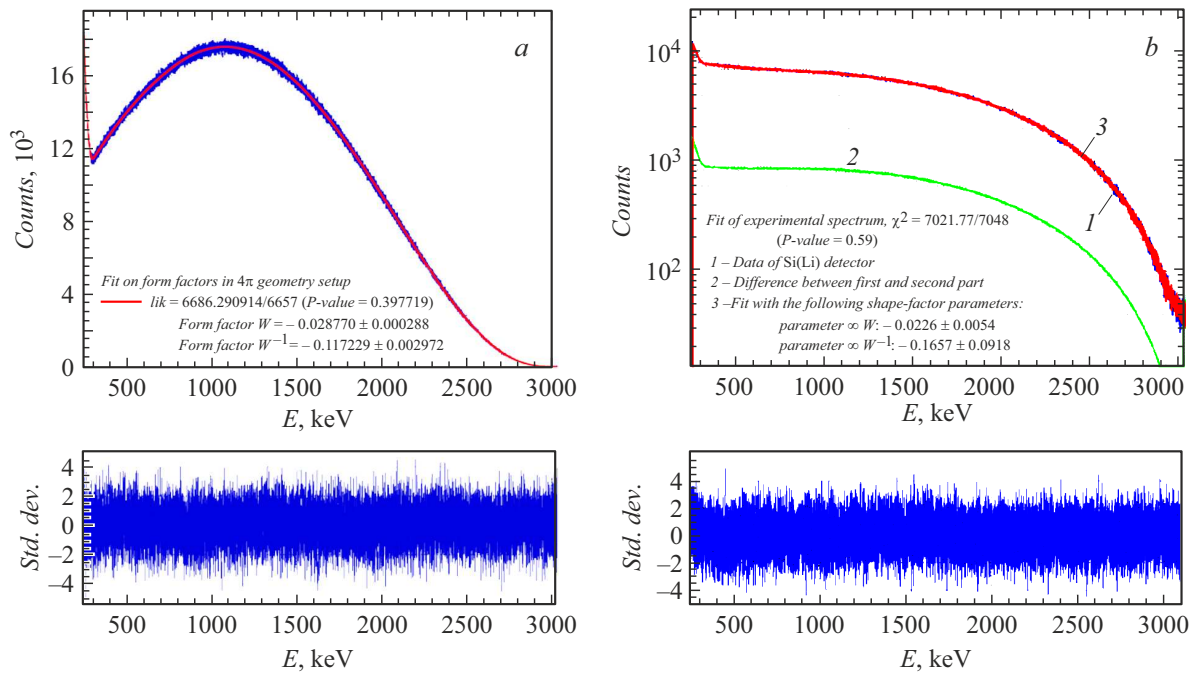 a
16
12
8
4
0
Counts, 10³
Fit on form factors in 4π geometry setup
lik = 6686.290914/6657 (P-value = 0.397719)
Form factor W = – 0.028770 ± 0.000288
Form factor W⁻¹ = – 0.117229 ± 0.002972
500 1000 1500 2000 2500 3000
E, keV
b
10⁴
10³
10²
Counts
3
2
1
Fit of experimental spectrum, χ² = 7021.77/7048
(P-value = 0.59)
1 – Data of Si(Li) detector
2 – Difference between first and second part
3 –Fit with the following shape-factor parameters:
parameter ∞ W: - 0.0226 ± 0.0054
parameter ∞ W⁻¹: - 0.1657 ± 0.0918
500 1000 1500 2000 2500 3000
E, keV
4
2
0
–2
–4
Std. dev.
500 1000 1500 2000 2500 3000
E, keV
4
2
0
–2
–4
Std. dev.
500 1000 1500 2000 2500 3000
E, keV